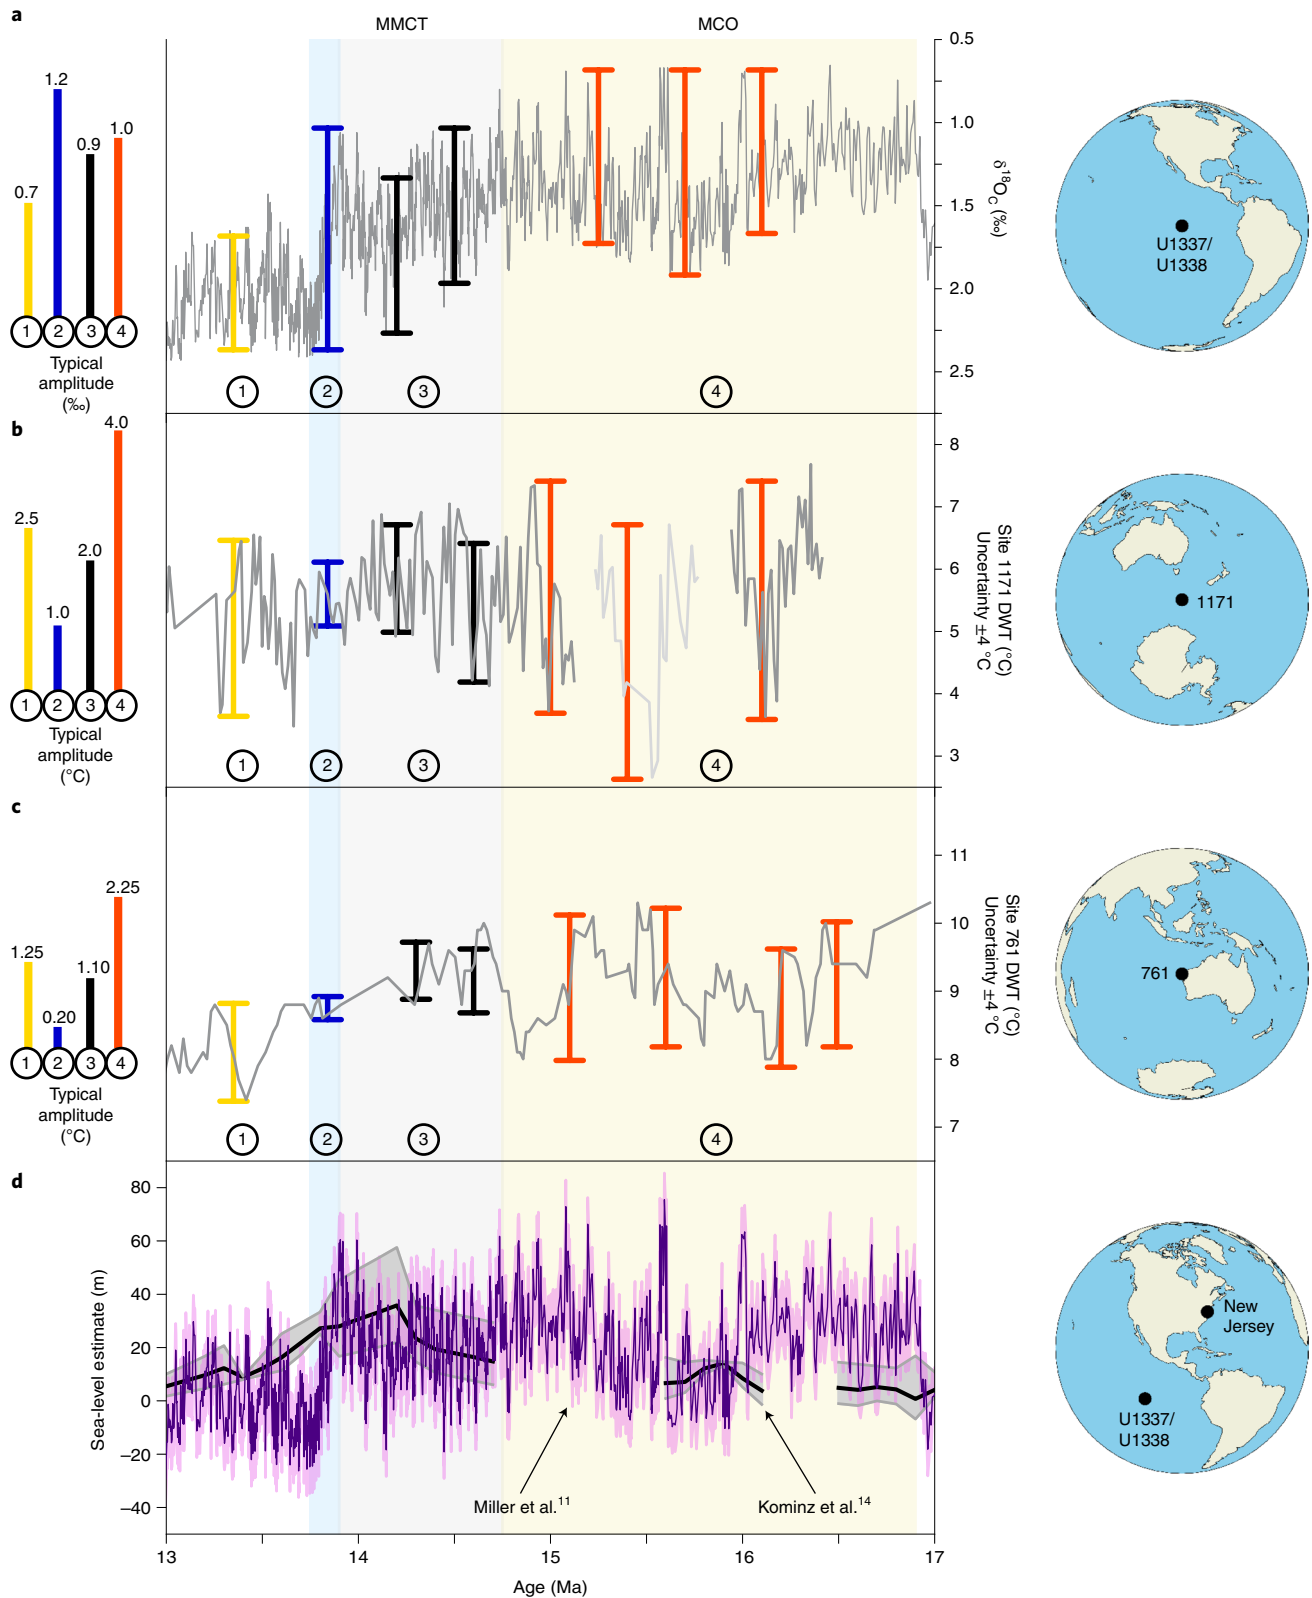 a
MMCT
MCO
1.2
1.0
0.9
0.7
1
2
3
4
Typical
amplitude
(‰)
1
2
3
4
0.5
1.0
1.5
2.0
2.5
δ18OC (‰)
U1337/
U1338
b
4.0
2.5
2.0
1.0
1
2
3
4
Typical
amplitude
(°C)
1
2
3
4
8
7
6
5
4
3
Site 1171 DWT (°C)
Uncertainty ±4 °C
1171
c
2.25
1.25
1.10
0.20
1
2
3
4
Typical
amplitude
(°C)
1
2
3
4
11
10
9
8
7
Site 761 DWT (°C)
Uncertainty ±4 °C
761
d
80
60
40
20
0
–20
–40
Sea-level estimate (m)
Miller et al.11
Kominz et al.14
13
14
15
16
17
Age (Ma)
New
Jersey
U1337/
U1338